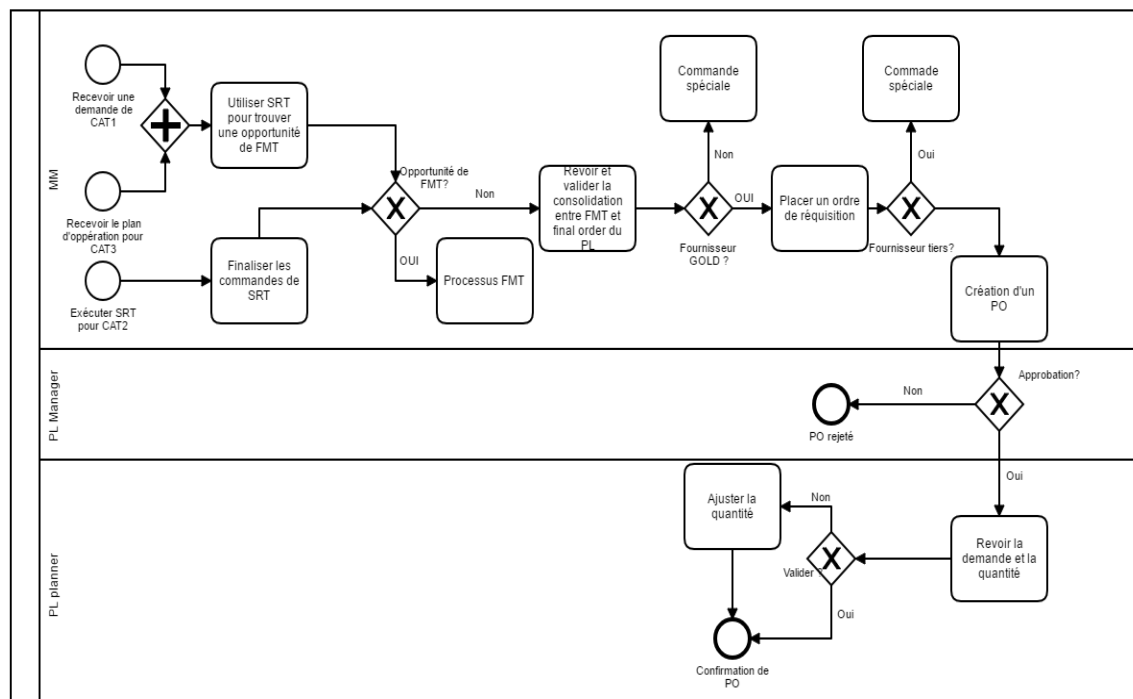 MM
Recevoir une
demande de
CAT1
Utiliser SRT
pour trouver
une opportunité
de FMT
Recevoir le plan
d'oppération pour
CAT3
Finaliser les
commandes de
SRT
Exécuter SRT
pour CAT2
Opportunité de
FMT?
Non
OUI
Processus FMT
Revoir et
valider la
consolidation
entre FMT et
final order du
PL
Commande
spéciale
Non
OUI
Fournisseur
GOLD ?
Placer un ordre
de réquisition
Commade
spéciale
Oui
Fournisseur tiers?
Création d'un
PO
PL Manager
Approbation?
Non
PO rejeté
Oui
PL planner
Ajuster la
quantité
Non
Valider ?
Revoir la
demande et la
quantité
Oui
Confirmation de
PO